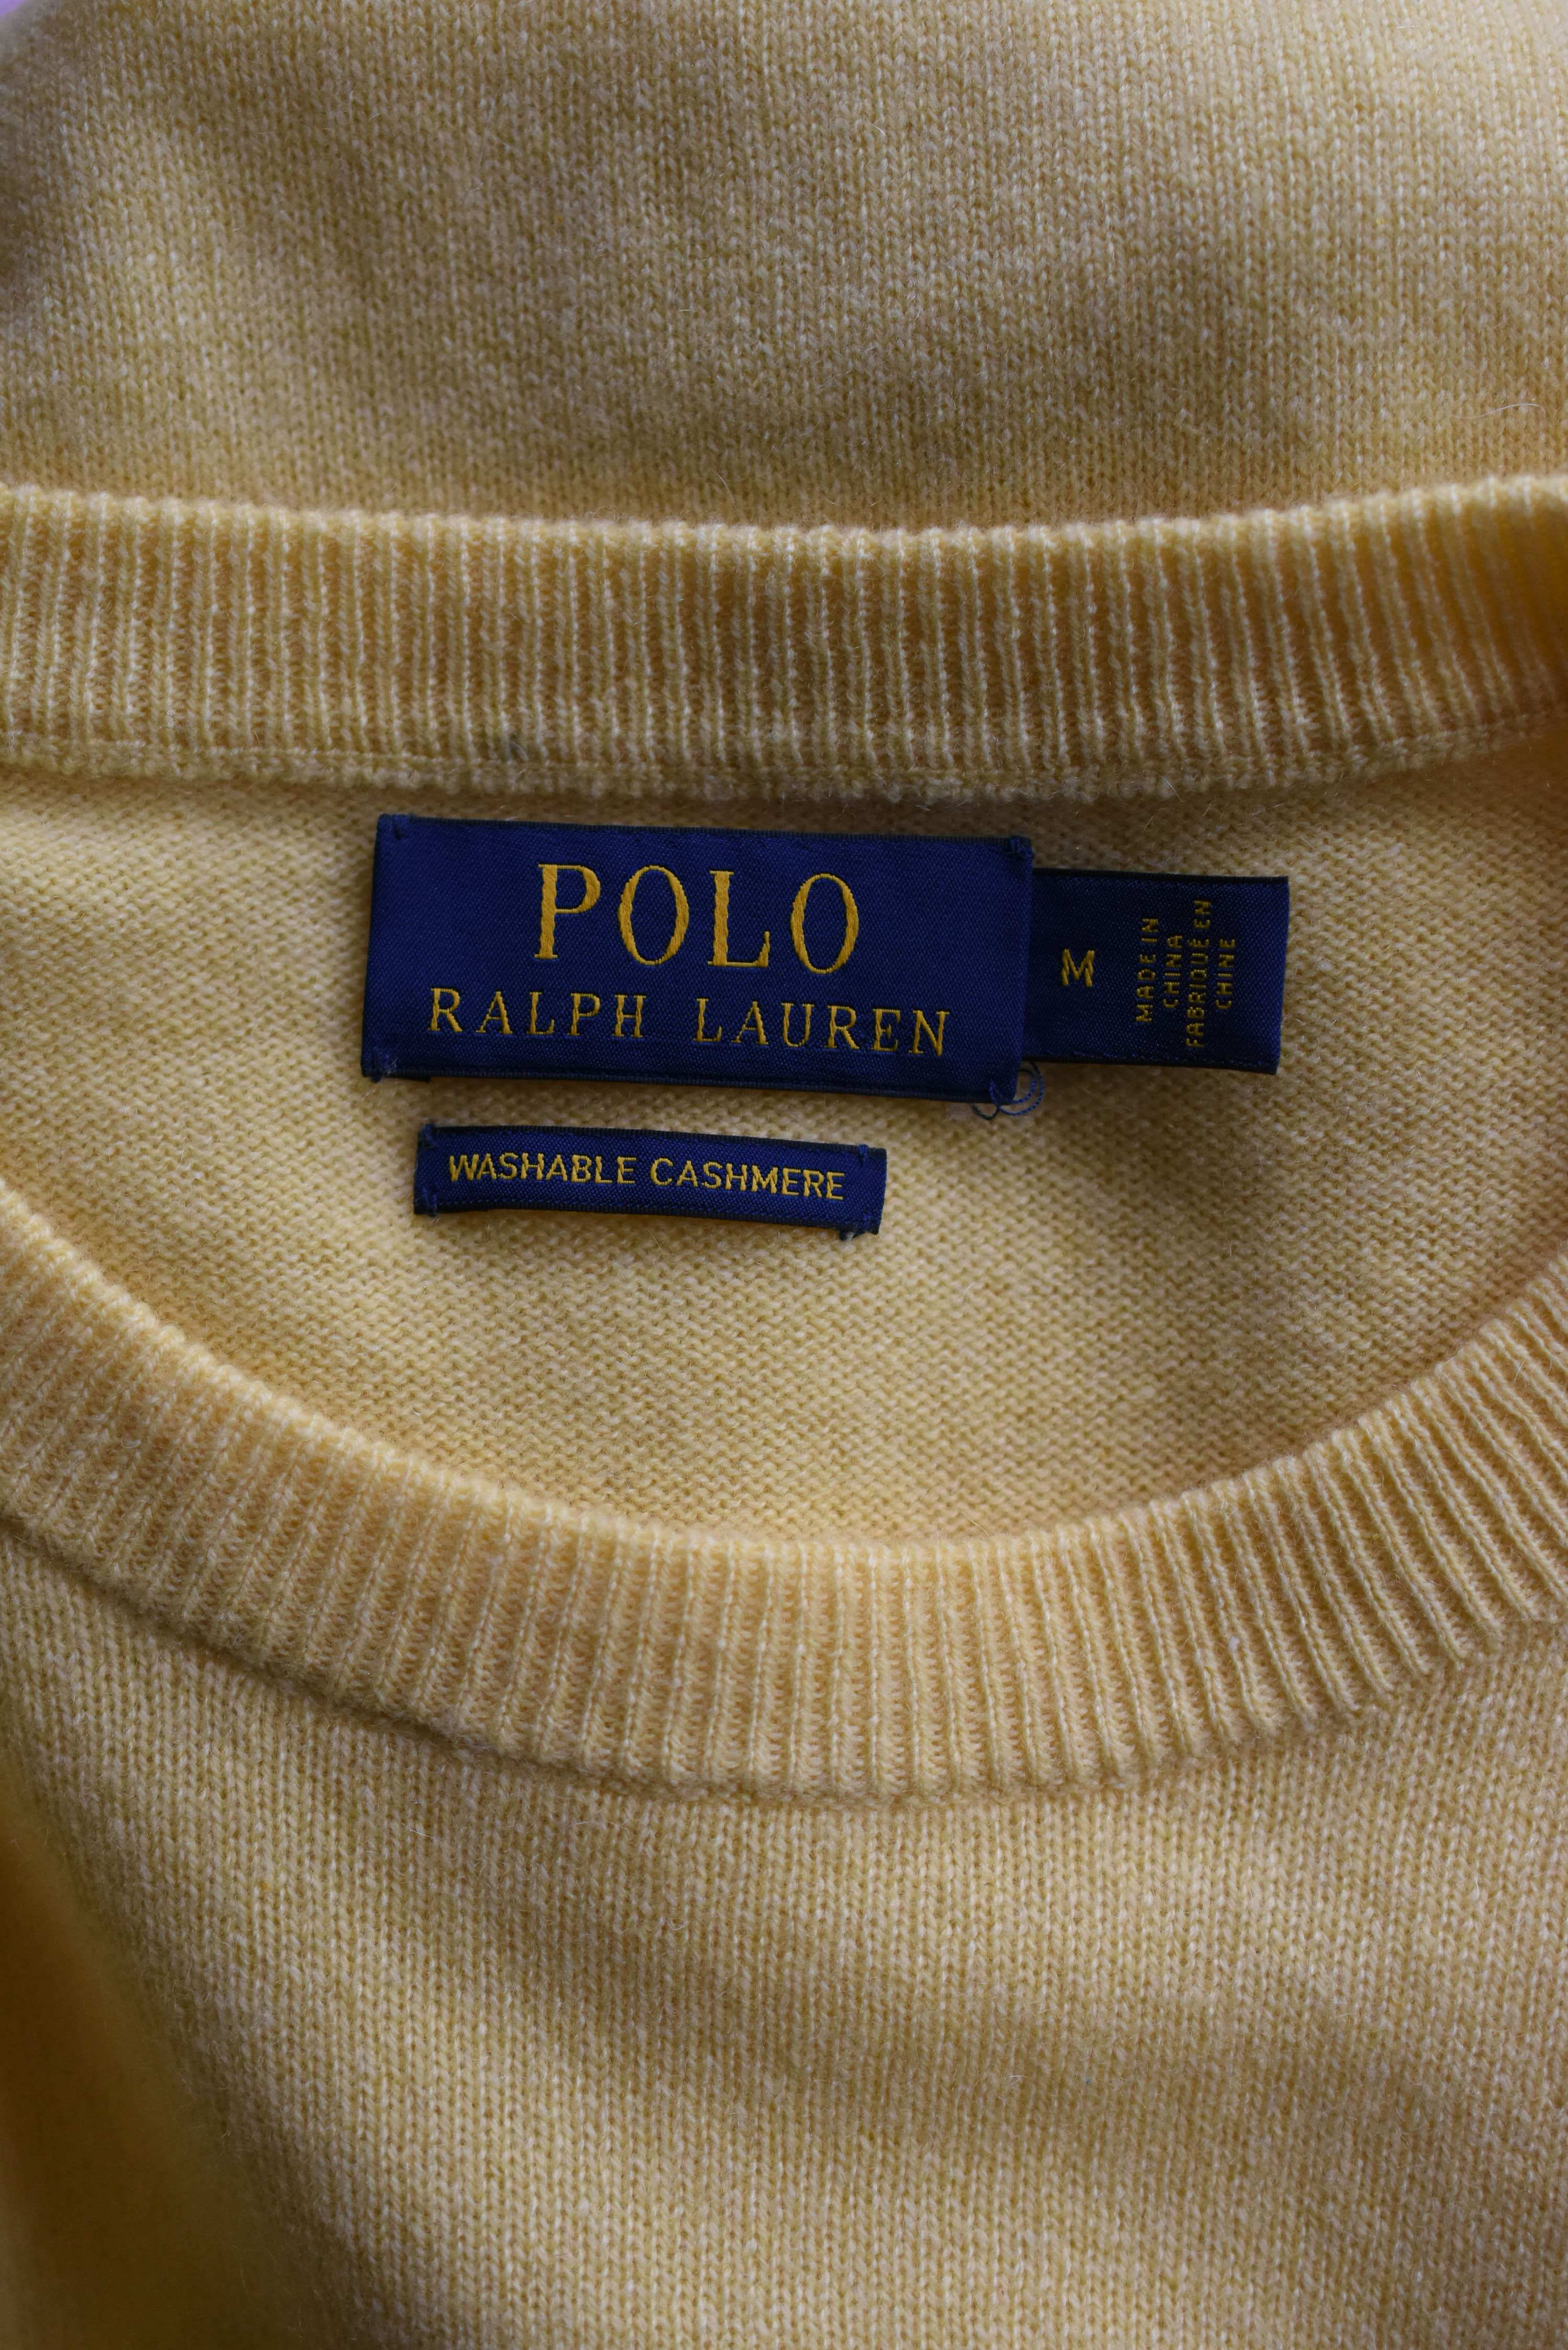 POLO
RALPH LAUREN
M
MADE IN
CHINA
FABRIQUÉ EN
CHINE
WASHABLE CASHMERE